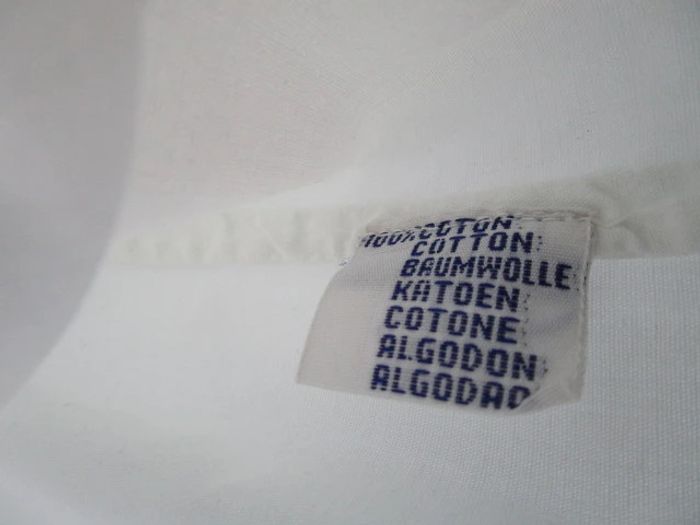 100% COTON
COTTON
BAUMWOLLE
KATOEN
COTONE
ALGODON
ALGODAO